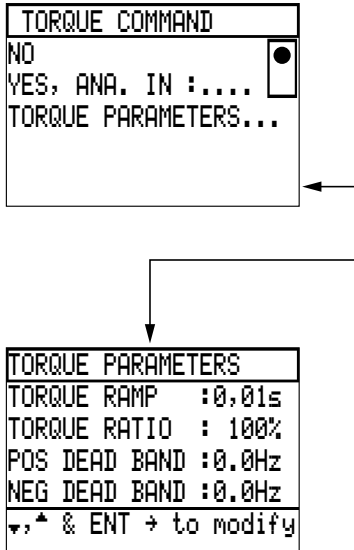 TORQUE COMMAND
NO
YES, ANA. IN :....
TORQUE PARAMETERS...
TORQUE PARAMETERS
TORQUE RAMP :0,01s
TORQUE RATIO : 100%
POS DEAD BAND :0.0Hz
NEG DEAD BAND :0.0Hz
▼,▲ & ENT → to modify